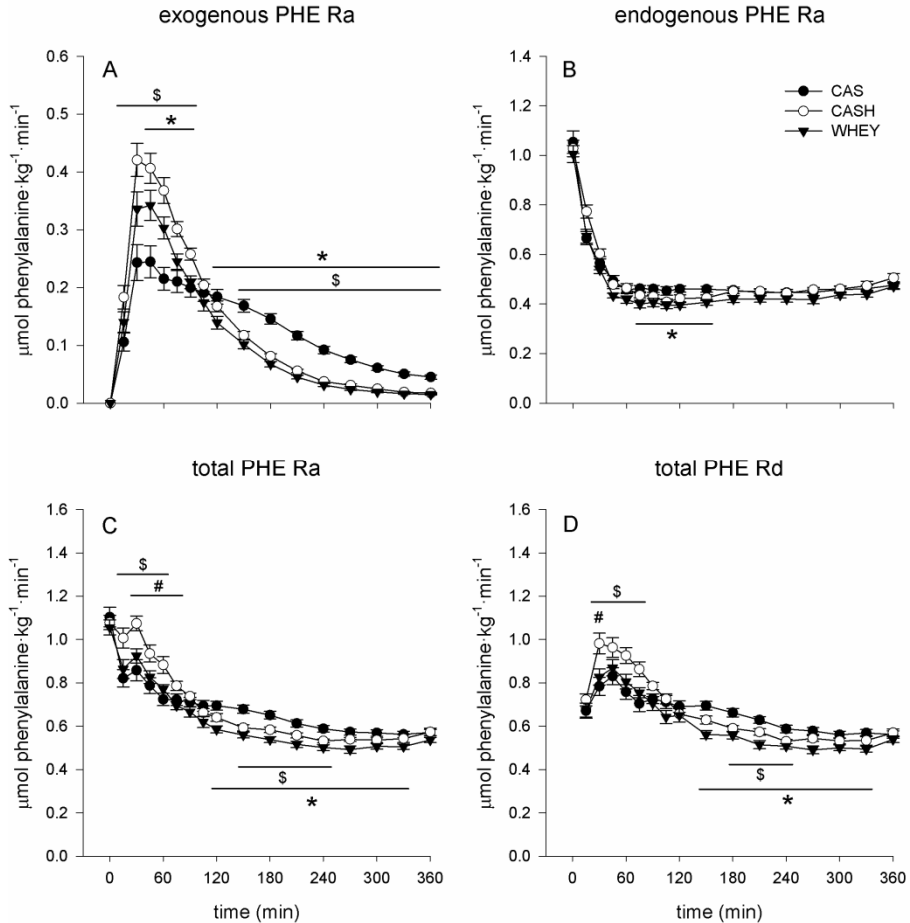 exogenous PHE Ra
endogenous PHE Ra
A
$
*
*
$
µmol phenylalanine·kg⁻¹·min⁻¹
0.6
0.5
0.4
0.3
0.2
0.1
0.0
B
CAS
CASH
WHEY
*
1.4
1.2
1.0
0.8
0.6
0.4
0.2
0.0
total PHE Ra
total PHE Rd
C
$
#
$
*
µmol phenylalanine·kg⁻¹·min⁻¹
1.6
1.4
1.2
1.0
0.8
0.6
0.4
0.2
0.0
0 60 120 180 240 300 360
time (min)
D
$
#
$
*
µmol phenylalanine·kg⁻¹·min⁻¹
1.6
1.4
1.2
1.0
0.8
0.6
0.4
0.2
0.0
0 60 120 180 240 300 360
time (min)